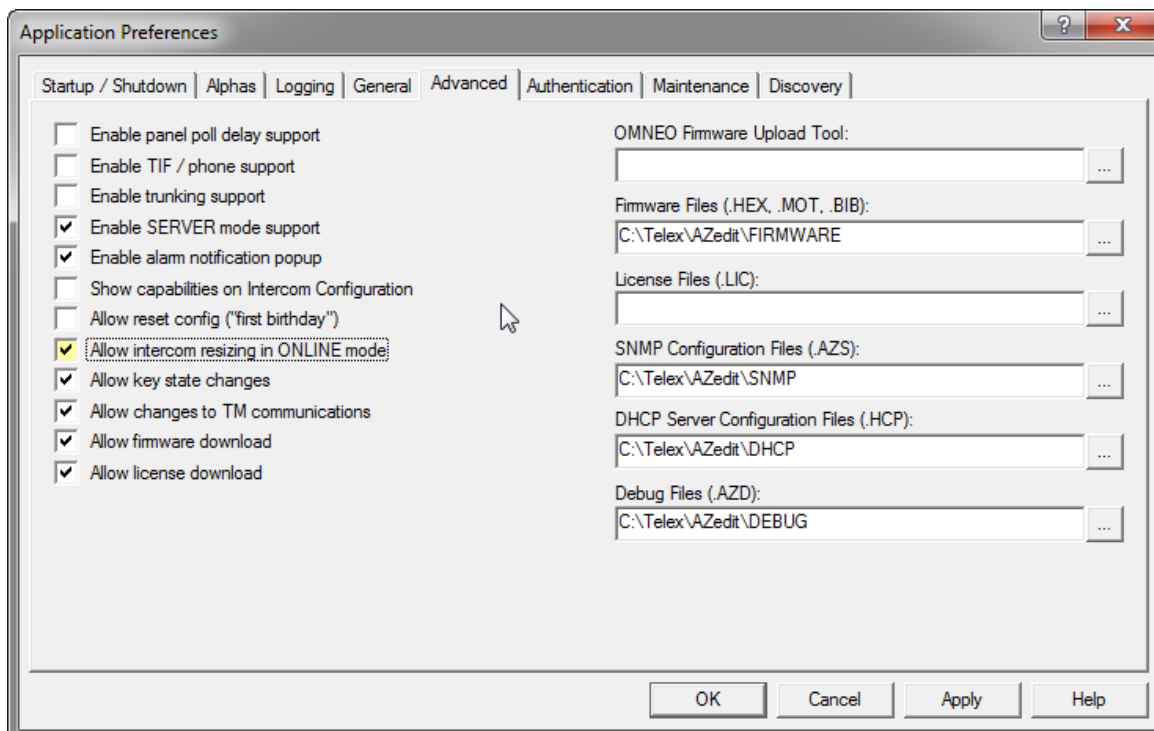 Application Preferences
Startup / Shutdown Alphas Logging General Advanced Authentication Maintenance Discovery
Enable panel poll delay support
Enable TIF / phone support
Enable trunking support
Enable SERVER mode support
Enable alarm notification popup
Show capabilities on Intercom Configuration
Allow reset config ("first birthday")
Allow intercom resizing in ONLINE mode
Allow key state changes
Allow changes to TM communications
Allow firmware download
Allow license download
OMNEO Firmware Upload Tool:
...
Firmware Files (.HEX, .MOT, .BIB):
C:\Telex\AZedit\FIRMWARE ...
License Files (.LIC):
...
SNMP Configuration Files (.AZS):
C:\Telex\AZedit\SNMP ...
DHCP Server Configuration Files (.HCP):
C:\Telex\AZedit\DHCP ...
Debug Files (.AZD):
C:\Telex\AZedit\DEBUG ...
OK Cancel Apply Help